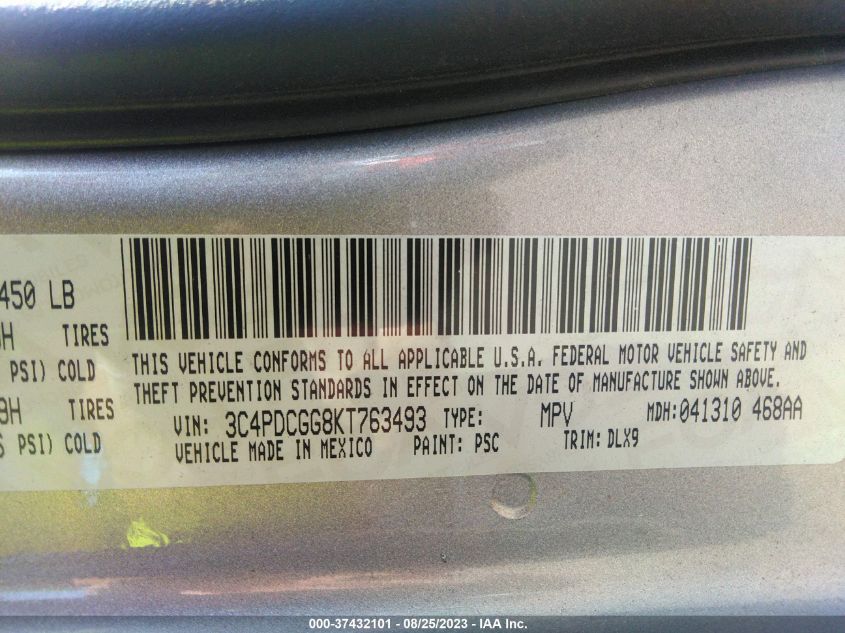 450 LB
H TIRES
PSI) COLD
THIS VEHICLE CONFORMS TO ALL APPLICABLE U.S.A. FEDERAL MOTOR VEHICLE SAFETY AND
THEFT PREVENTION STANDARDS IN EFFECT ON THE DATE OF MANUFACTURE SHOWN ABOVE.
H TIRES
PSI) COLD
VIN: 3C4PDCGG8KT763493 TYPE: MPV MDH:041310 468AA
VEHICLE MADE IN MEXICO PAINT: PSC TRIM: DLX9
000-37432101 - 08/25/2023 - IAA Inc.